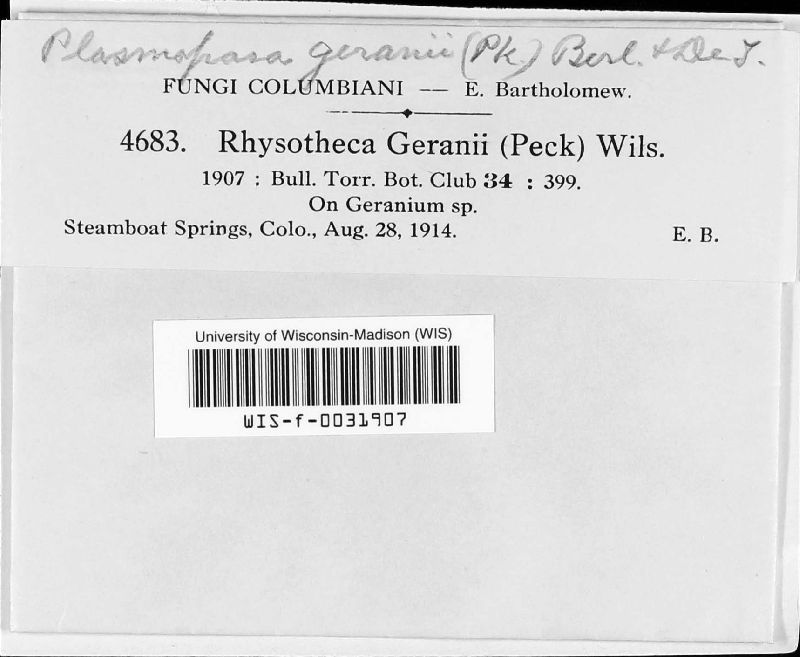 Plasmopara geranii (Pk.) Berl. & De T.
FUNGI COLUMBIANI — E. Bartholomew.
4683. Rhysotheca Geranii (Peck) Wils.
1907 : Bull. Torr. Bot. Club 34 : 399.
On Geranium sp.
Steamboat Springs, Colo., Aug. 28, 1914.
E. B.
University of Wisconsin-Madison (WIS)
WIS-f-0031907